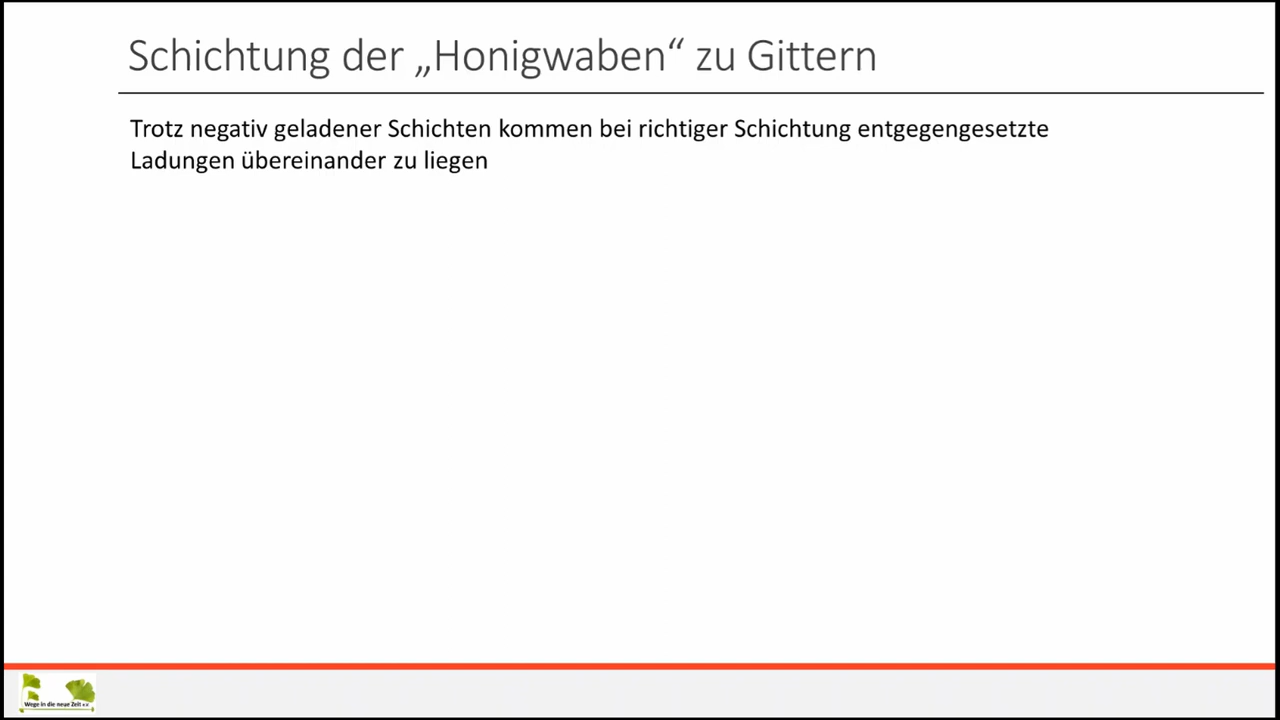 Schichtung der „Honigwaben“ zu Gittern
Trotz negativ geladener Schichten kommen bei richtiger Schichtung entgegengesetzte
Ladungen übereinander zu liegen
Wege in die neue Zeit e.V.